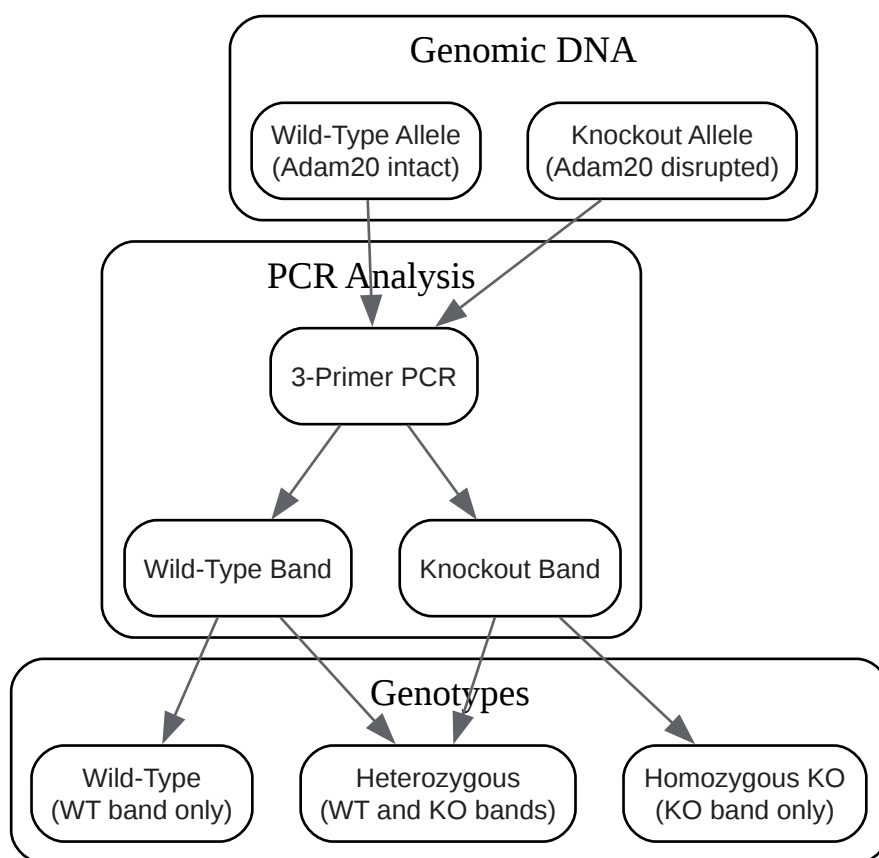 Genomic DNA
Wild-Type Allele
(Adam20 intact)
Knockout Allele
(Adam20 disrupted)
PCR Analysis
3-Primer PCR
Wild-Type Band
Knockout Band
Genotypes
Wild-Type
(WT band only)
Heterozygous
(WT and KO bands)
Homozygous KO
(KO band only)